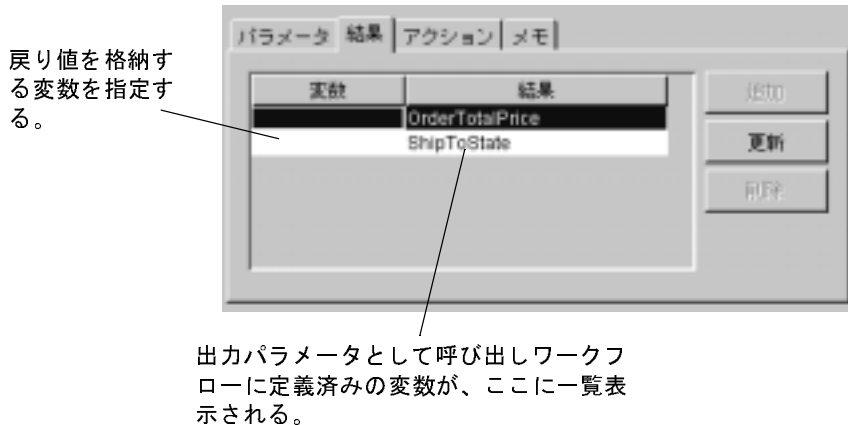 パラメータ 結果 アクション メモ
戻り値を格納す
る変数を指定す
る。
変数 結果
OrderTotalPrice
ShipToState
追加
更新
削除
出力パラメータとして呼び出しワークフ
ローに定義済みの変数が、ここに一覧表
示される。